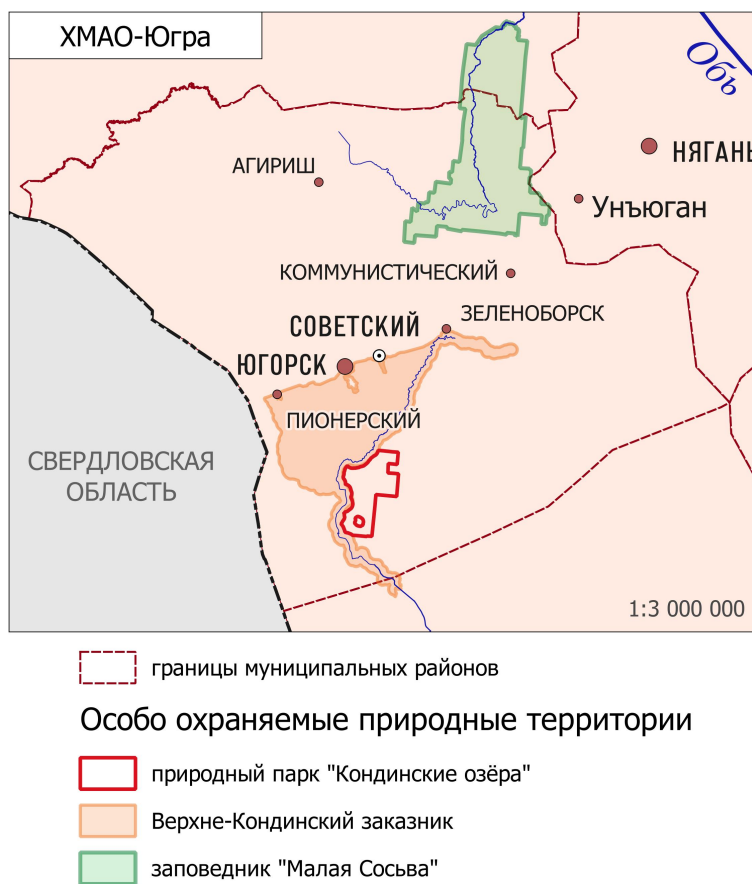 ХМАО-Югра
Обь
НЯГАНЬ
АГИРИШ
Унъюган
КОММУНИСТИЧЕСКИЙ
ЗЕЛЕНОБОРСК
СОВЕТСКИЙ
ЮГОРСК
ПИОНЕРСКИЙ
СВЕРДЛОВСКАЯ
ОБЛАСТЬ
1:3 000 000
границы муниципальных районов
Особо охраняемые природные территории
природный парк "Кондинские озёра"
Верхне-Кондинский заказник
заповедник "Малая Сосьва"